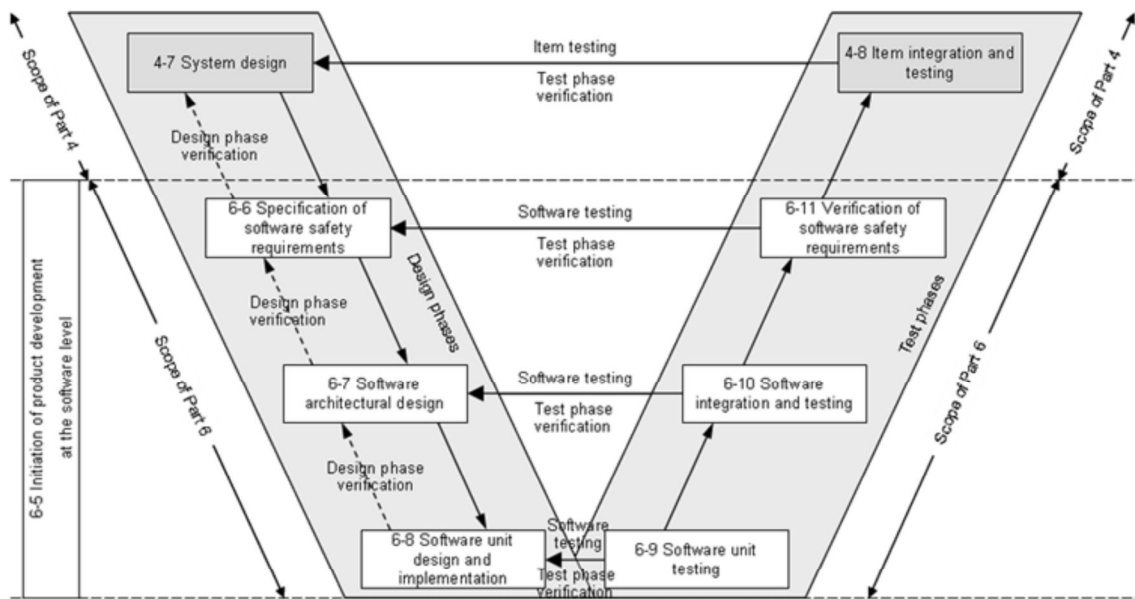 Scope of Part 4
4-7 System design
Item testing
Test phase
verification
4-8 Item integration and
testing
Scope of Part 4
Design phase
verification
6-6 Specification of
software safety
requirements
Software testing
Test phase
verification
6-11 Verification of
software safety
requirements
Design phases
Test phases
Design phase
verification
6-5 Initiation of product development
at the software level
Scope of Part 6
Scope of Part 6
6-7 Software
architectural design
Software testing
Test phase
verification
6-10 Software
integration and testing
Design phase
verification
6-8 Software unit
design and
implementation
Software
testing
Test phase
verification
6-9 Software unit
testing